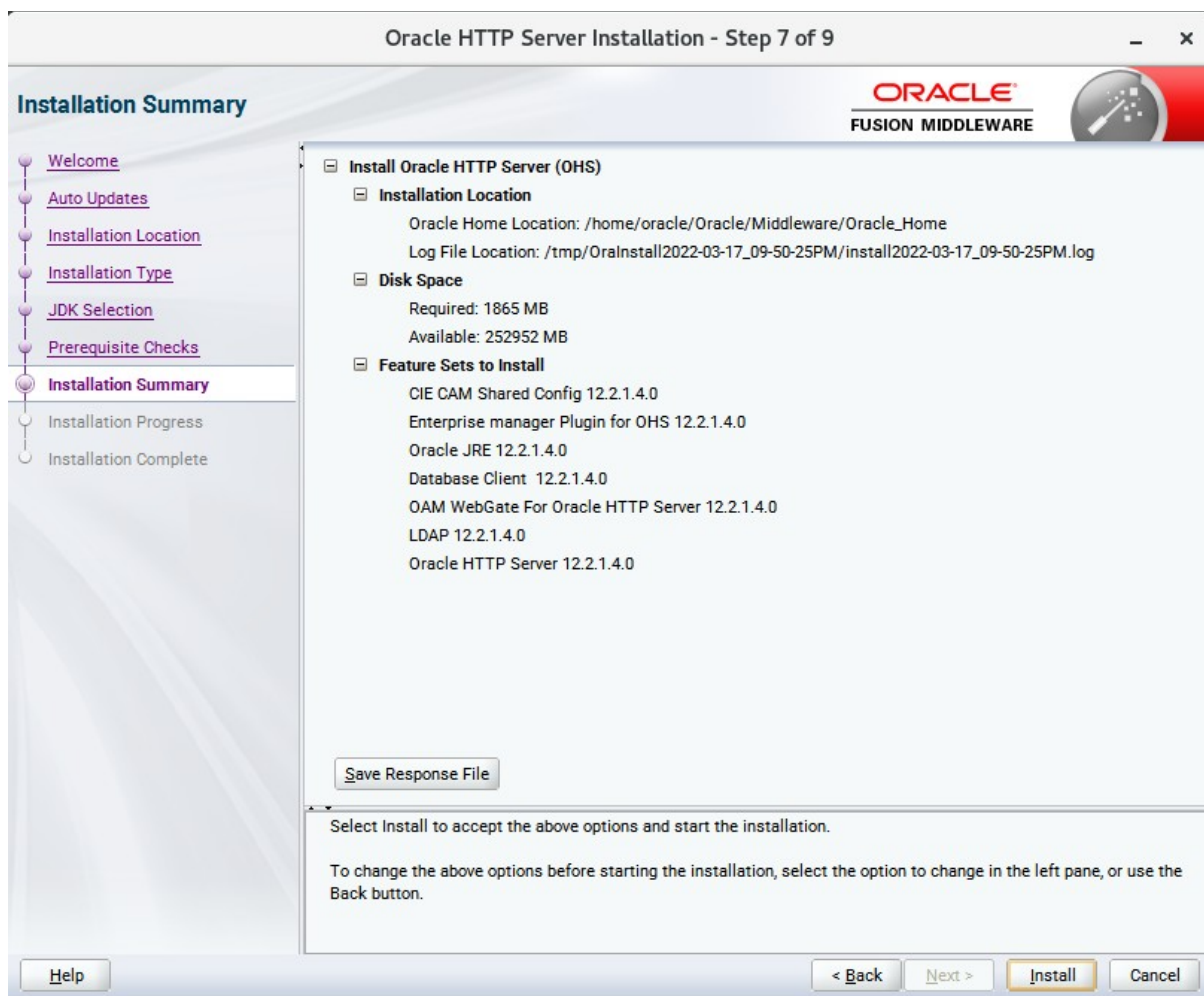 Oracle HTTP Server Installation - Step 7 of 9
Installation Summary
ORACLE
FUSION MIDDLEWARE
Welcome
Auto Updates
Installation Location
Installation Type
JDK Selection
Prerequisite Checks
Installation Summary
Installation Progress
Installation Complete
Install Oracle HTTP Server (OHS)
Installation Location
Oracle Home Location: /home/oracle/Oracle/Middleware/Oracle_Home
Log File Location: /tmp/OraInstall2022-03-17_09-50-25PM/install2022-03-17_09-50-25PM.log
Disk Space
Required: 1865 MB
Available: 252952 MB
Feature Sets to Install
CIE CAM Shared Config 12.2.1.4.0
Enterprise manager Plugin for OHS 12.2.1.4.0
Oracle JRE 12.2.1.4.0
Database Client 12.2.1.4.0
OAM WebGate For Oracle HTTP Server 12.2.1.4.0
LDAP 12.2.1.4.0
Oracle HTTP Server 12.2.1.4.0
Save Response File
Select Install to accept the above options and start the installation.
To change the above options before starting the installation, select the option to change in the left pane, or use the
Back button.
Help
< Back
Next >
Install
Cancel